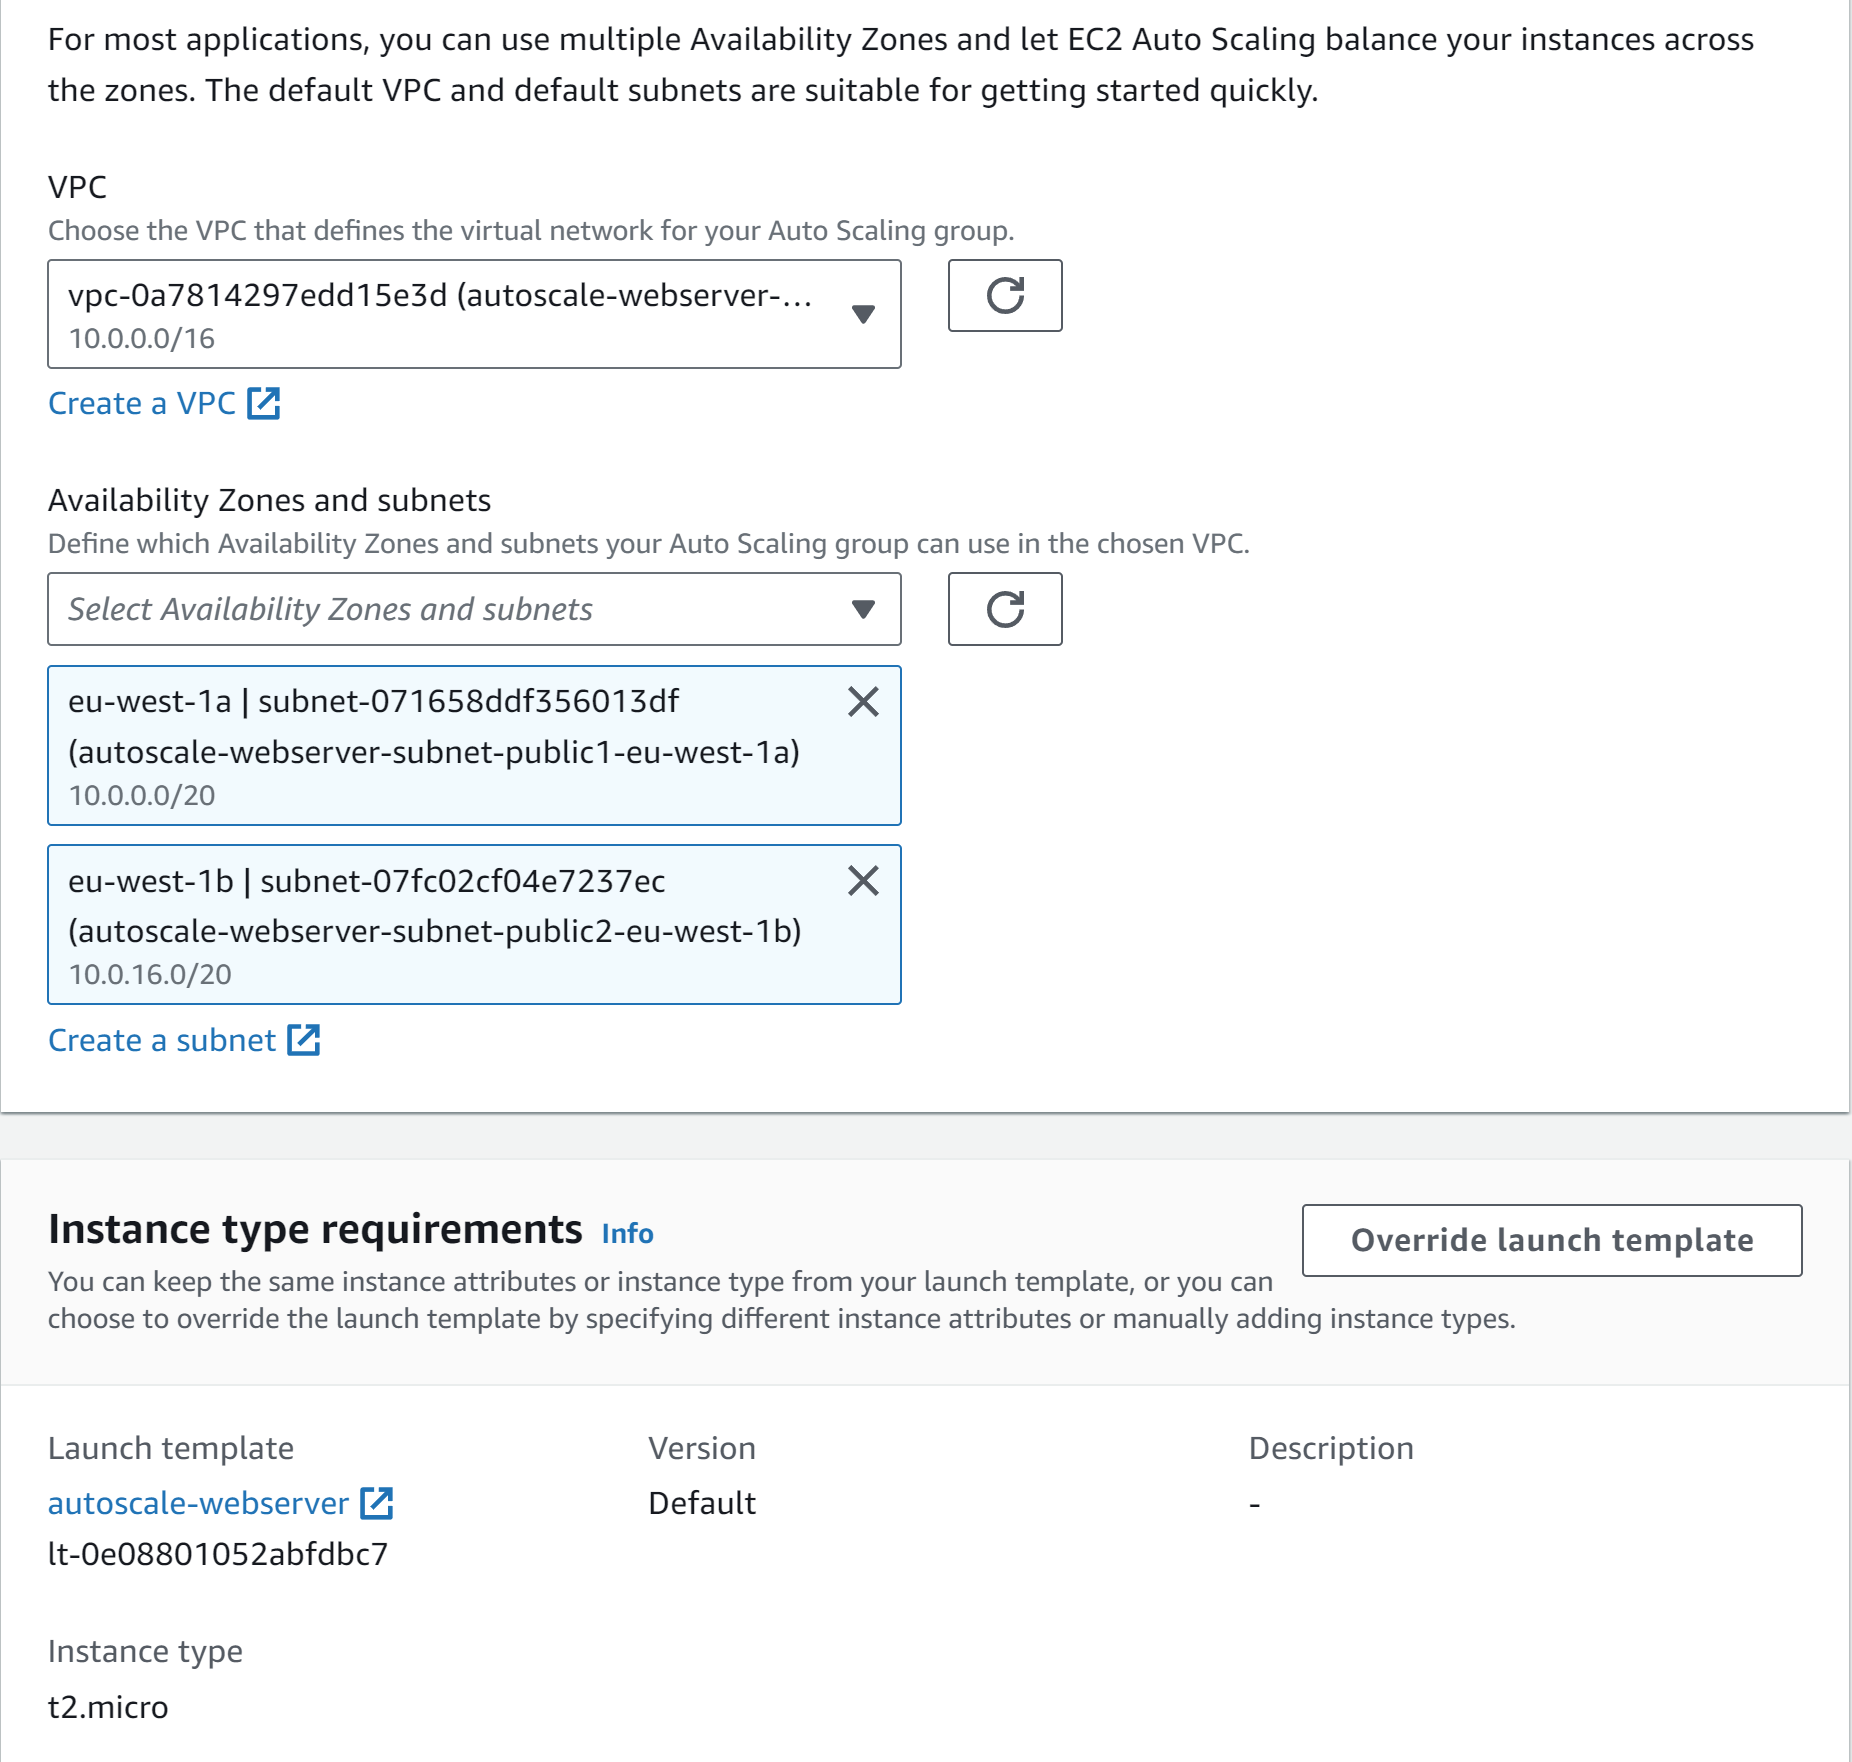 For most applications, you can use multiple Availability Zones and let EC2 Auto Scaling balance your instances across
the zones. The default VPC and default subnets are suitable for getting started quickly.
VPC
Choose the VPC that defines the virtual network for your Auto Scaling group.
vpc-0a7814297edd15e3d (autoscale-webserver-...
10.0.0.0/16
Create a VPC
Availability Zones and subnets
Define which Availability Zones and subnets your Auto Scaling group can use in the chosen VPC.
Select Availability Zones and subnets
eu-west-1a | subnet-071658ddf356013df
(autoscale-webserver-subnet-public1-eu-west-1a)
10.0.0.0/20
eu-west-1b | subnet-07fc02cf04e7237ec
(autoscale-webserver-subnet-public2-eu-west-1b)
10.0.16.0/20
Create a subnet
Instance type requirements Info
Override launch template
You can keep the same instance attributes or instance type from your launch template, or you can
choose to override the launch template by specifying different instance attributes or manually adding instance types.
Launch template
autoscale-webserver
lt-0e08801052abfdbc7
Version
Default
Description
-
Instance type
t2.micro